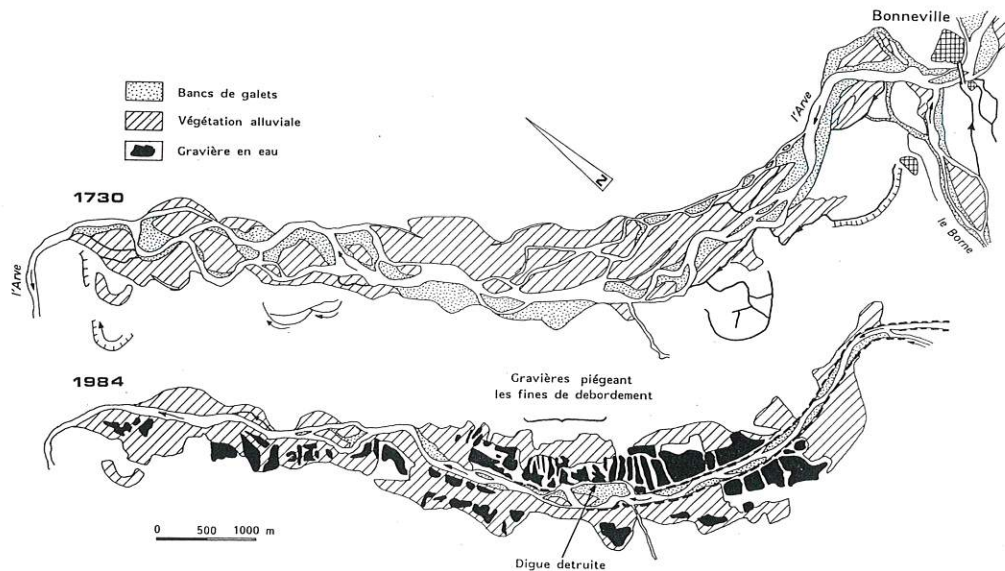 Bonneville
Bancs de galets
Végétation alluviale
Gravière en eau
l'Arve
N
1730
l'Arve
le Borne
1984
Gravières piégeant
les fines de debordement
0 500 1000 m
Digue detruite